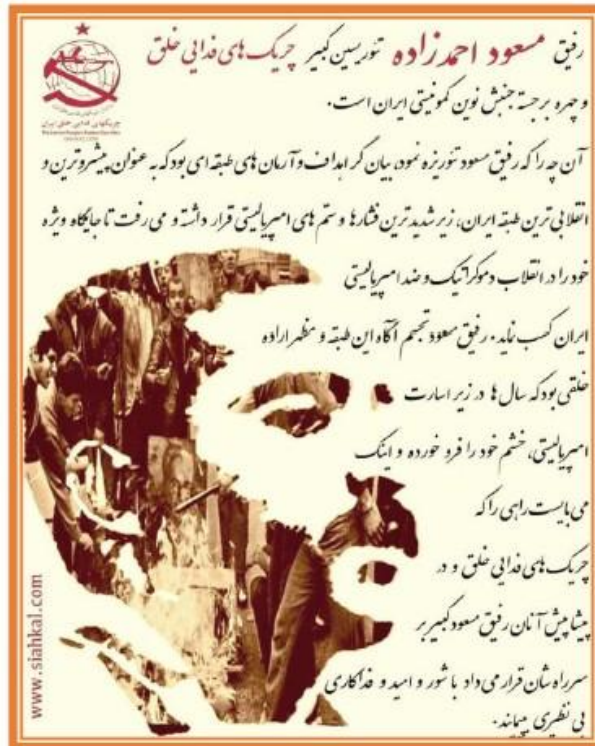 رفیق مسعود احمدزاده تئوریسین کبیر چریک های فدایی خلق
و چهره برجسته جنبش نوین کمونیستی ایران است.
آن چه را که رفیق مسعود تئوریزه نمود، بیان گر اهداف و آرمان های طبقه ای بود که به عنوان پیشروترین و
انقلابی ترین طبقه ایران، زیر شدیدترین فشارها و ستم های امپریالیستی قرار داشته و می رفت تا جایگاه ویژه
خود را در انقلاب دموکراتیک و ضد امپریالیستی
ایران کسب نماید. رفیق مسعود تجسم آگاه این طبقه و مظهر اراده
خلقی بود که سال ها در زیر اسارت
امپریالیستی، خشم خود را فرو خورده و اینک
می بایست راهی را که
چریک های فدایی خلق و در
پیشاپیش آنان رفیق مسعود کبیر بر
سر راه شان قرار می داد با شور و امید و فداکاری
بی نظیری بپیمایند.
چریکهای فدایی خلق ایران
www.siahkal.com